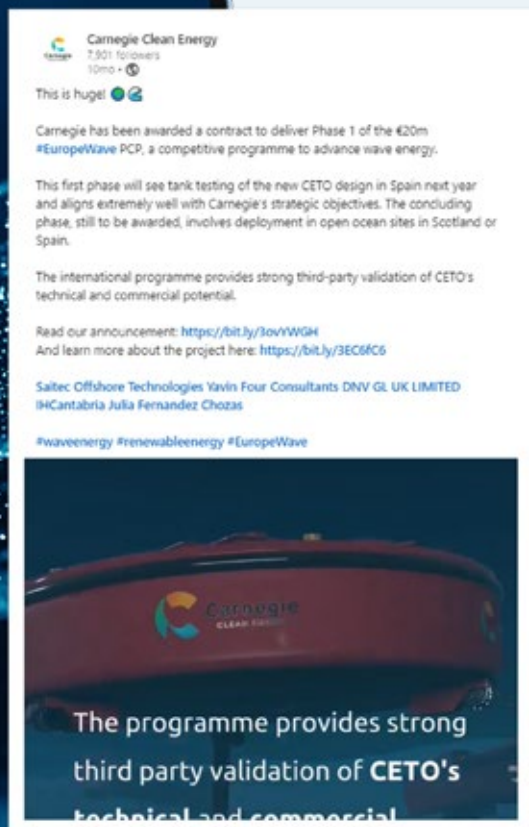 Carnegie Clean Energy
Carnegie
7,901 followers
10mo •
This is huge!
Carnegie has been awarded a contract to deliver Phase 1 of the €20m
#EuropeWave PCP, a competitive programme to advance wave energy.
This first phase will see tank testing of the new CETO design in Spain next year
and aligns extremely well with Carnegie's strategic objectives. The concluding
phase, still to be awarded, involves deployment in open ocean sites in Scotland or
Spain.
The international programme provides strong third-party validation of CETO's
technical and commercial potential.
Read our announcement: https://bit.ly/3ovYWGH
And learn more about the project here: https://bit.ly/3EC6fC6
Saitec Offshore Technologies Yavin Four Consultants DNV GL UK LIMITED
IHCantabria Julia Fernandez Chozas
#waveenergy #renewableenergy #EuropeWave
Carnegie
CLEAN ENERGY
The programme provides strong
third party validation of CETO's
technical and commercial